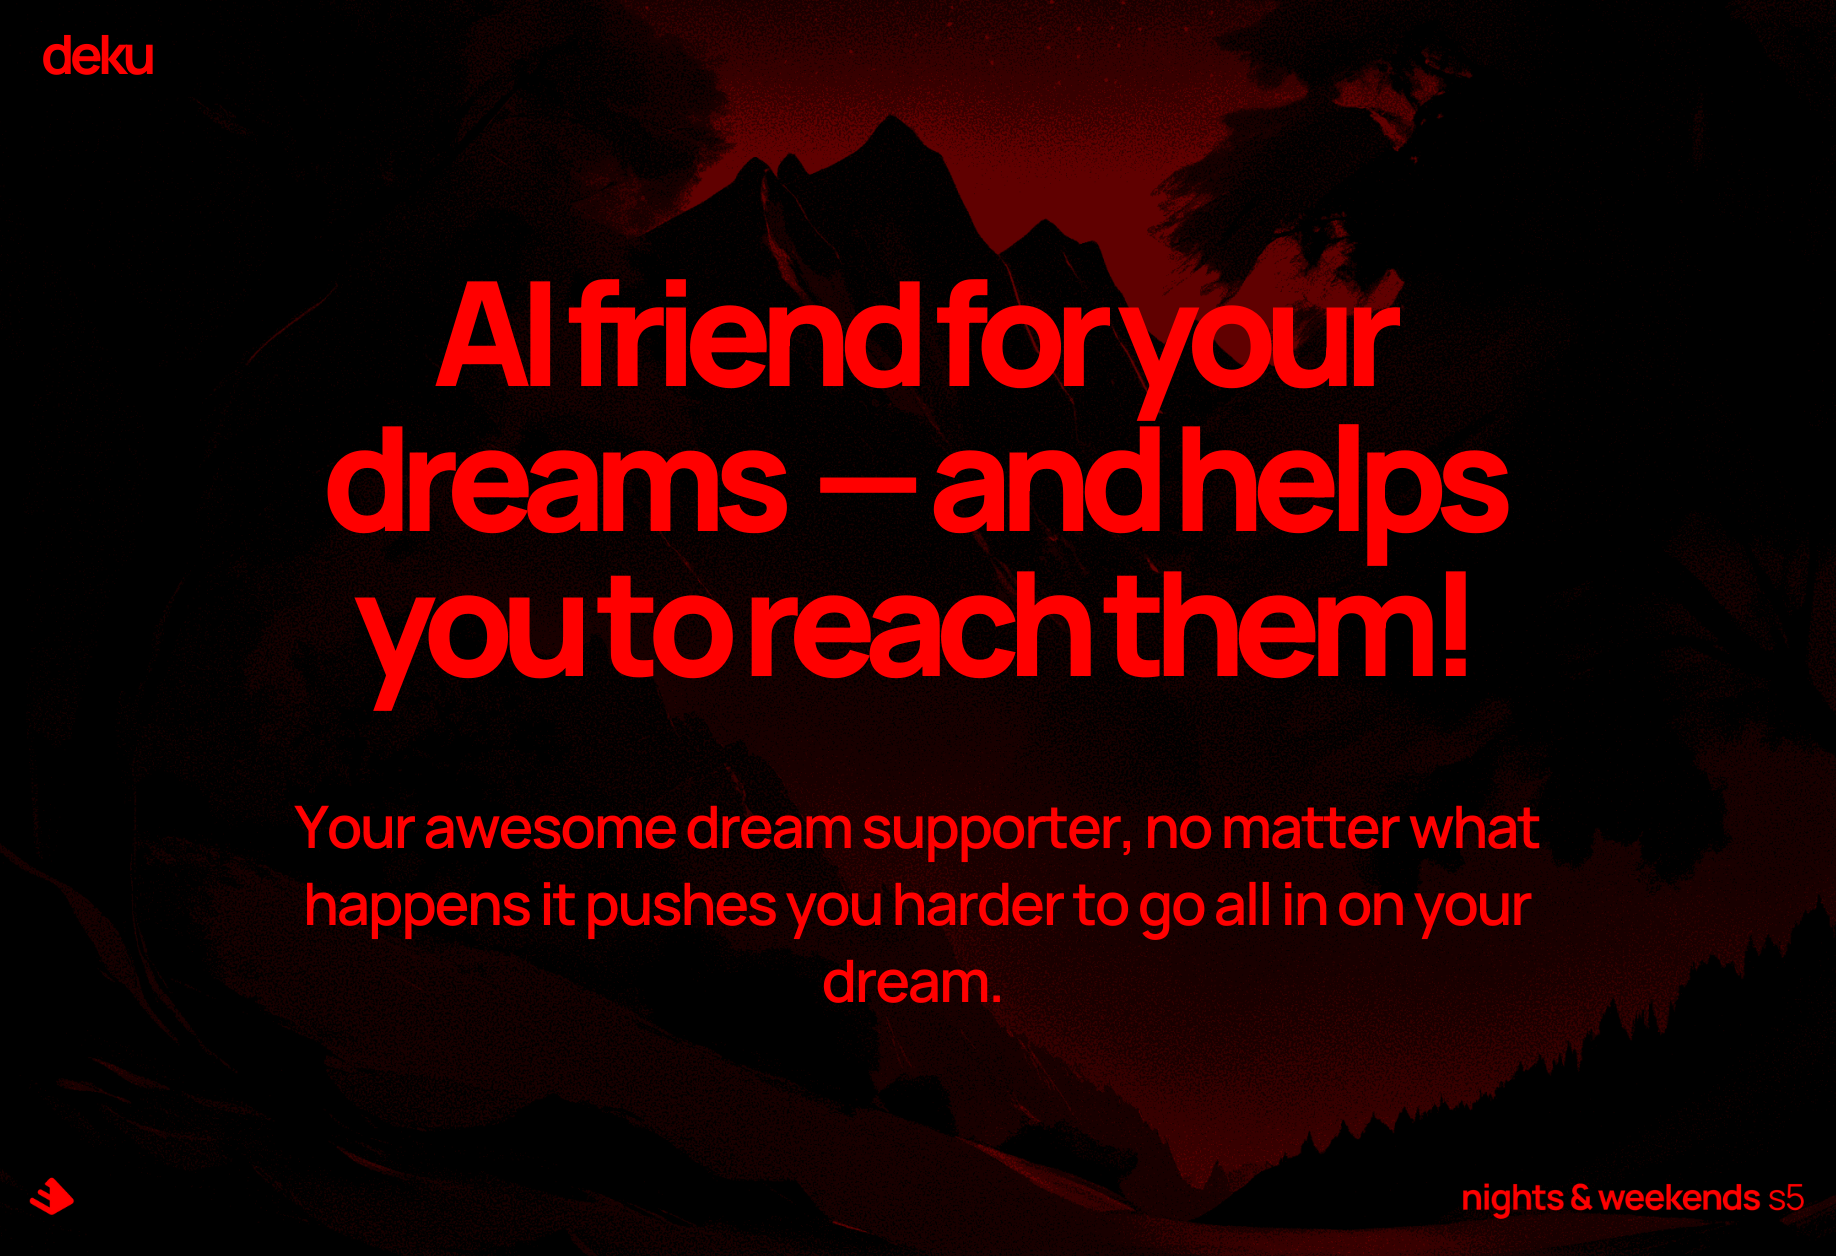 deku
AI friend for your
dreams — and helps
you to reach them!
Your awesome dream supporter, no matter what
happens it pushes you harder to go all in on your
dream.
nights & weekends s5